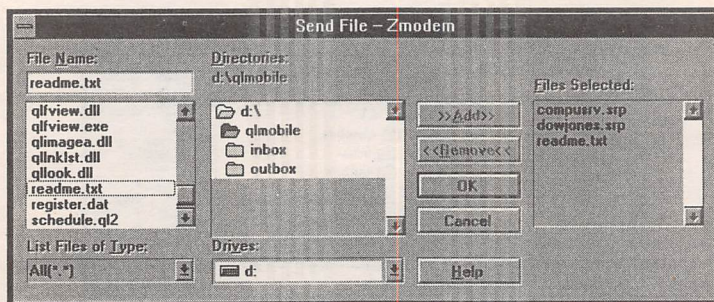 Send File – Zmodem
File Name:
readme.txt
qlfview.dll
qlfview.exe
qlimagea.dll
qllnklst.dll
qllook.dll
readme.txt
register.dat
schedule.ql2
List Files of Type:
All(*.*)
Directories:
d:\qlmobile
d:\
qlmobile
inbox
outbox
Drives:
d:
>>Add>>
<<Remove<<
OK
Cancel
Help
Files Selected:
compusrv.srp
dowjones.srp
readme.txt